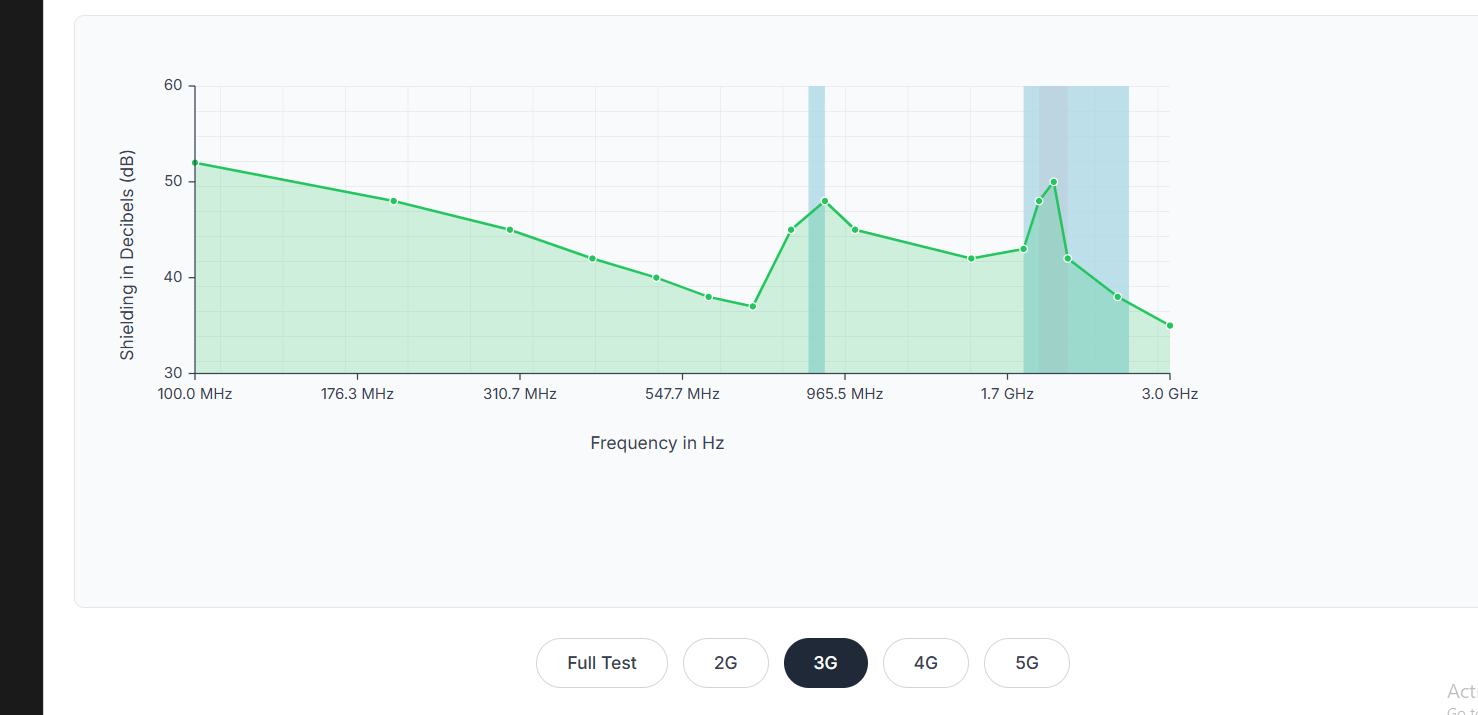 60
50
40
30
Shielding in Decibels (dB)
100.0 MHz 176.3 MHz 310.7 MHz 547.7 MHz 965.5 MHz 1.7 GHz 3.0 GHz
Frequency in Hz
Full Test 2G 3G 4G 5G
Acti
Go to